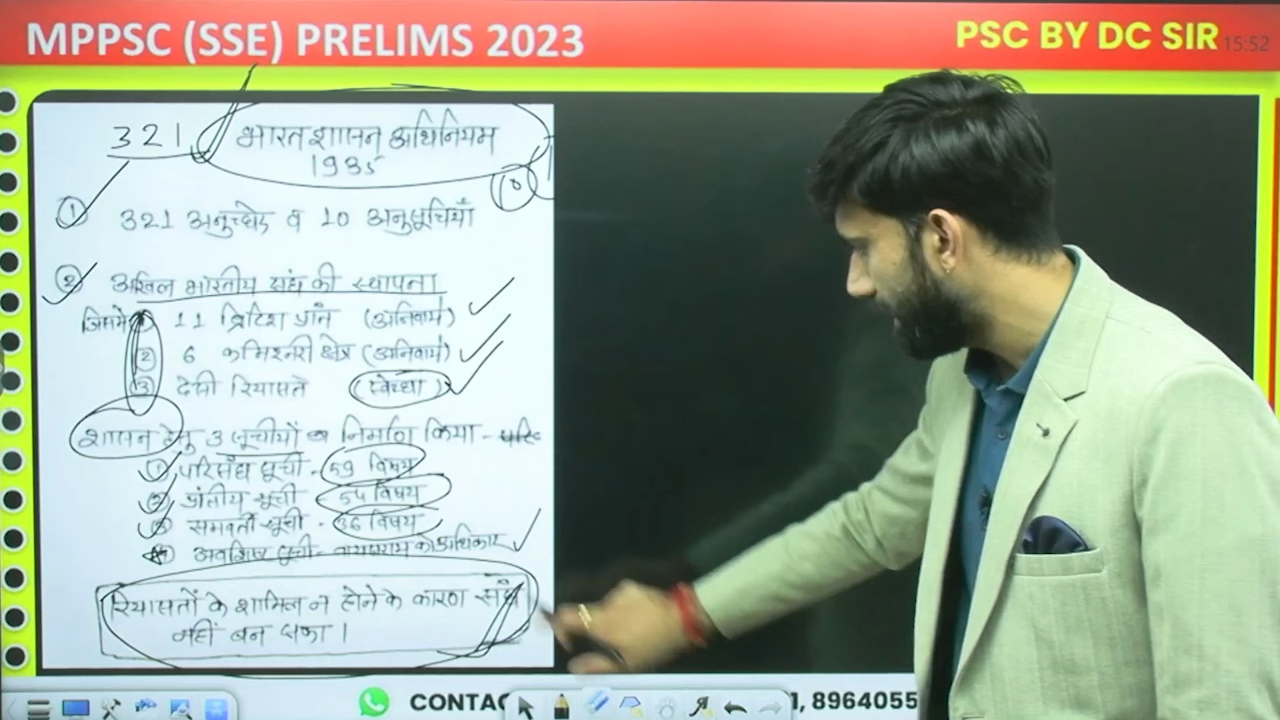 MPPSC (SSE) PRELIMS 2023
PSC BY DC SIR
15:52
321 भारत शासन अधिनियम
1935
10
① 321 अनुच्छेद व 10 अनुसूचियाँ
② अखिल भारतीय संघ की स्थापना
जिसमें ① 11 ब्रिटिश प्रांत (अनिवार्य)
② 6 कमिश्नरी क्षेत्र (अनिवार्य)
③ देशी रियासते (स्वेच्छा)
शासन हेतु 3 सूचीयों का निर्माण किया -
① परिसंघ सूची - 59 विषय
② प्रांतीय सूची 54 विषय
③ समवर्ती सूची - 36 विषय
अवशिष्ट सूची - वायसराय को अधिकार
रियासतों के शामिल न होने के कारण संघ
नहीं बन सका ।
CONTAC
1, 8964055